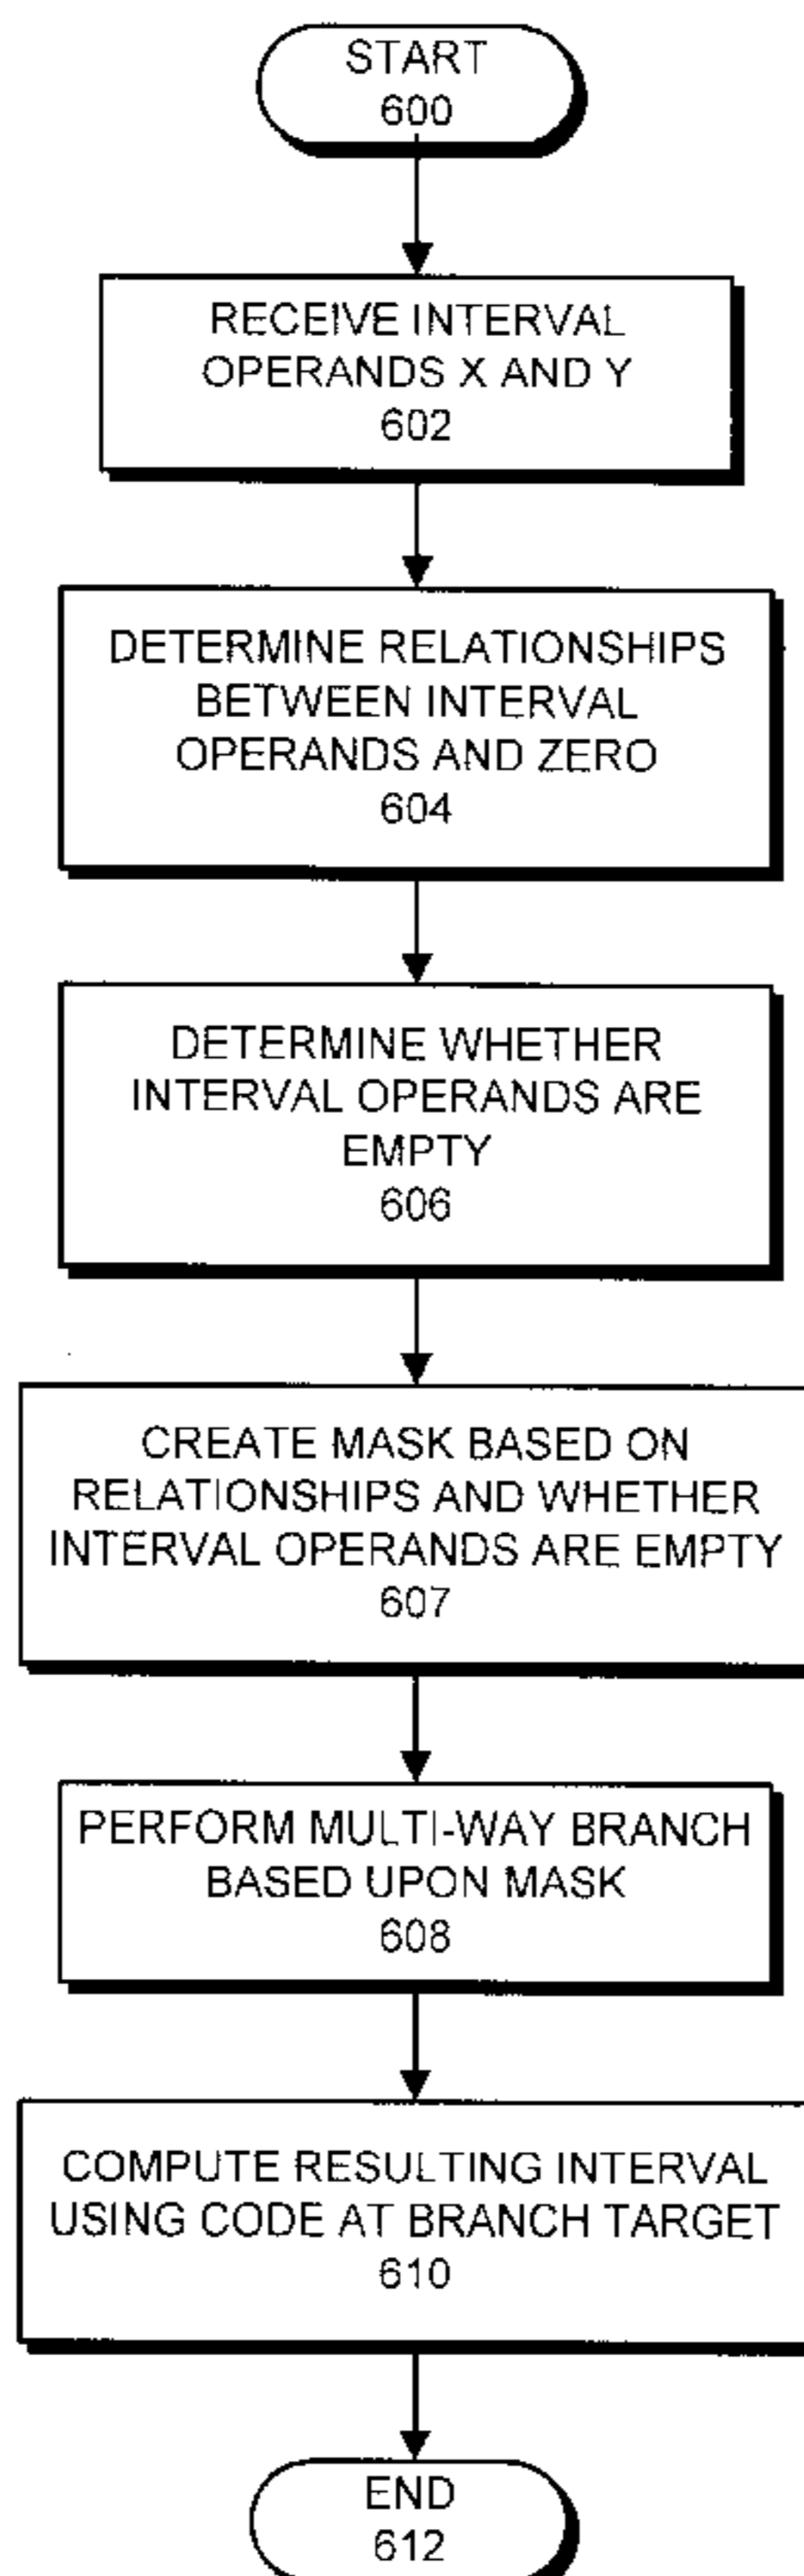 START
600
RECEIVE INTERVAL
OPERANDS X AND Y
602
DETERMINE RELATIONSHIPS
BETWEEN INTERVAL
OPERANDS AND ZERO
604
DETERMINE WHETHER
INTERVAL OPERANDS ARE
EMPTY
606
CREATE MASK BASED ON
RELATIONSHIPS AND WHETHER
INTERVAL OPERANDS ARE EMPTY
607
PERFORM MULTI-WAY BRANCH
BASED UPON MASK
608
COMPUTE RESULTING INTERVAL
USING CODE AT BRANCH TARGET
610
END
612